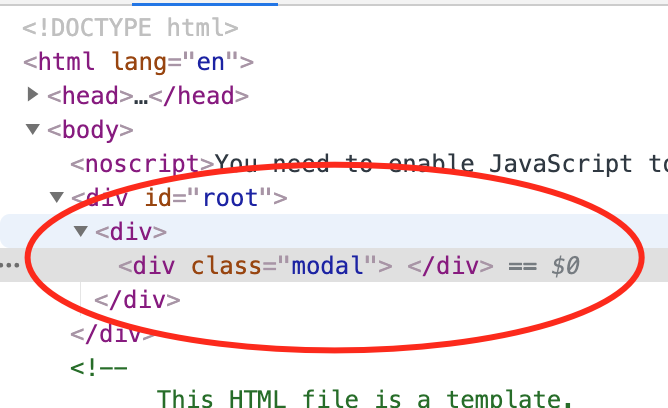 <!DOCTYPE html>
<html lang="en">
<head>…</head>
<body>
<noscript>You need to enable JavaScript to
<div id="root">
<div>
<div class="modal"> </div> == $0
</div>
</div>
<!--
This HTML file is a template.